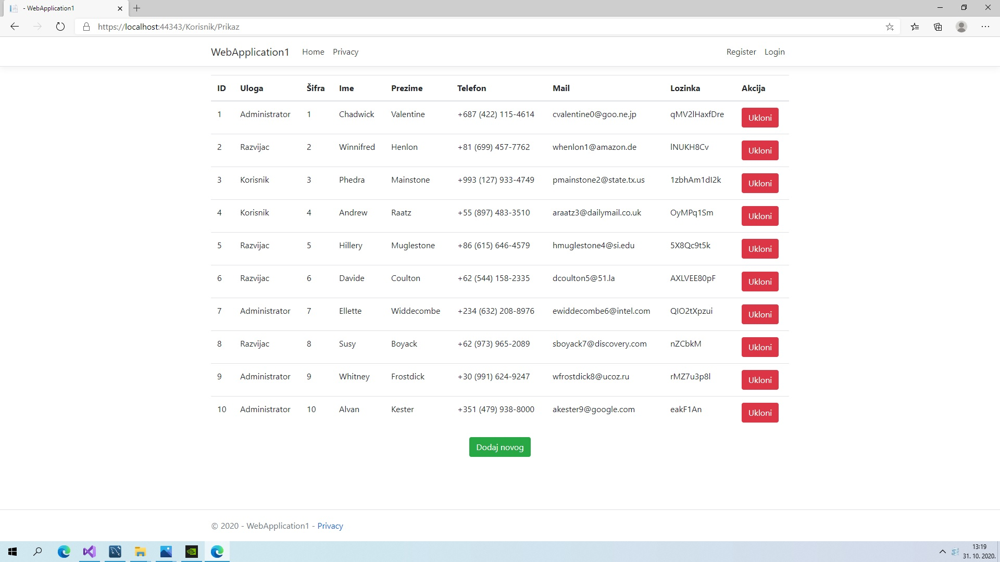 - WebApplication1
https://localhost:44343/Korisnik/Prikaz
WebApplication1 Home Privacy Register Login
ID Uloga Šifra Ime Prezime Telefon Mail Lozinka Akcija
1 Administrator 1 Chadwick Valentine +687 (422) 115-4614 cvalentine0@goo.ne.jp qMV2lHaxfDre Ukloni
2 Razvijac 2 Winnifred Henlon +81 (699) 457-7762 whenlon1@amazon.de lNUKH8Cv Ukloni
3 Korisnik 3 Phedra Mainstone +993 (127) 933-4749 pmainstone2@state.tx.us 1zbhAm1dI2k Ukloni
4 Korisnik 4 Andrew Raatz +55 (897) 483-3510 araatz3@dailymail.co.uk OyMPq1Sm Ukloni
5 Razvijac 5 Hillery Muglestone +86 (615) 646-4579 hmuglestone4@si.edu 5X8Qc9t5k Ukloni
6 Razvijac 6 Davide Coulton +62 (544) 158-2335 dcoulton5@51.la AXLVEE80pF Ukloni
7 Administrator 7 Ellette Widdecombe +234 (632) 208-8976 ewiddecombe6@intel.com QIO2tXpzui Ukloni
8 Razvijac 8 Susy Boyack +62 (973) 965-2089 sboyack7@discovery.com nZCbkM Ukloni
9 Administrator 9 Whitney Frostdick +30 (991) 624-9247 wfrostdick8@ucoz.ru rMZ7u3p8l Ukloni
10 Administrator 10 Alvan Kester +351 (479) 938-8000 akester9@google.com eakF1An Ukloni
Dodaj novog
© 2020 - WebApplication1 - Privacy
13:19
31. 10. 2020.